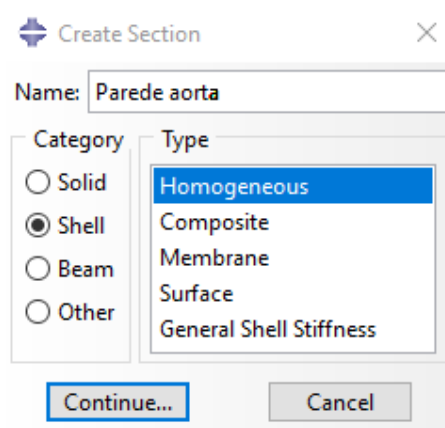 Create Section
Name: Parede aorta
Category Type
Solid Homogeneous
Shell Composite
Beam Membrane
Other Surface
General Shell Stiffness
Continue... Cancel